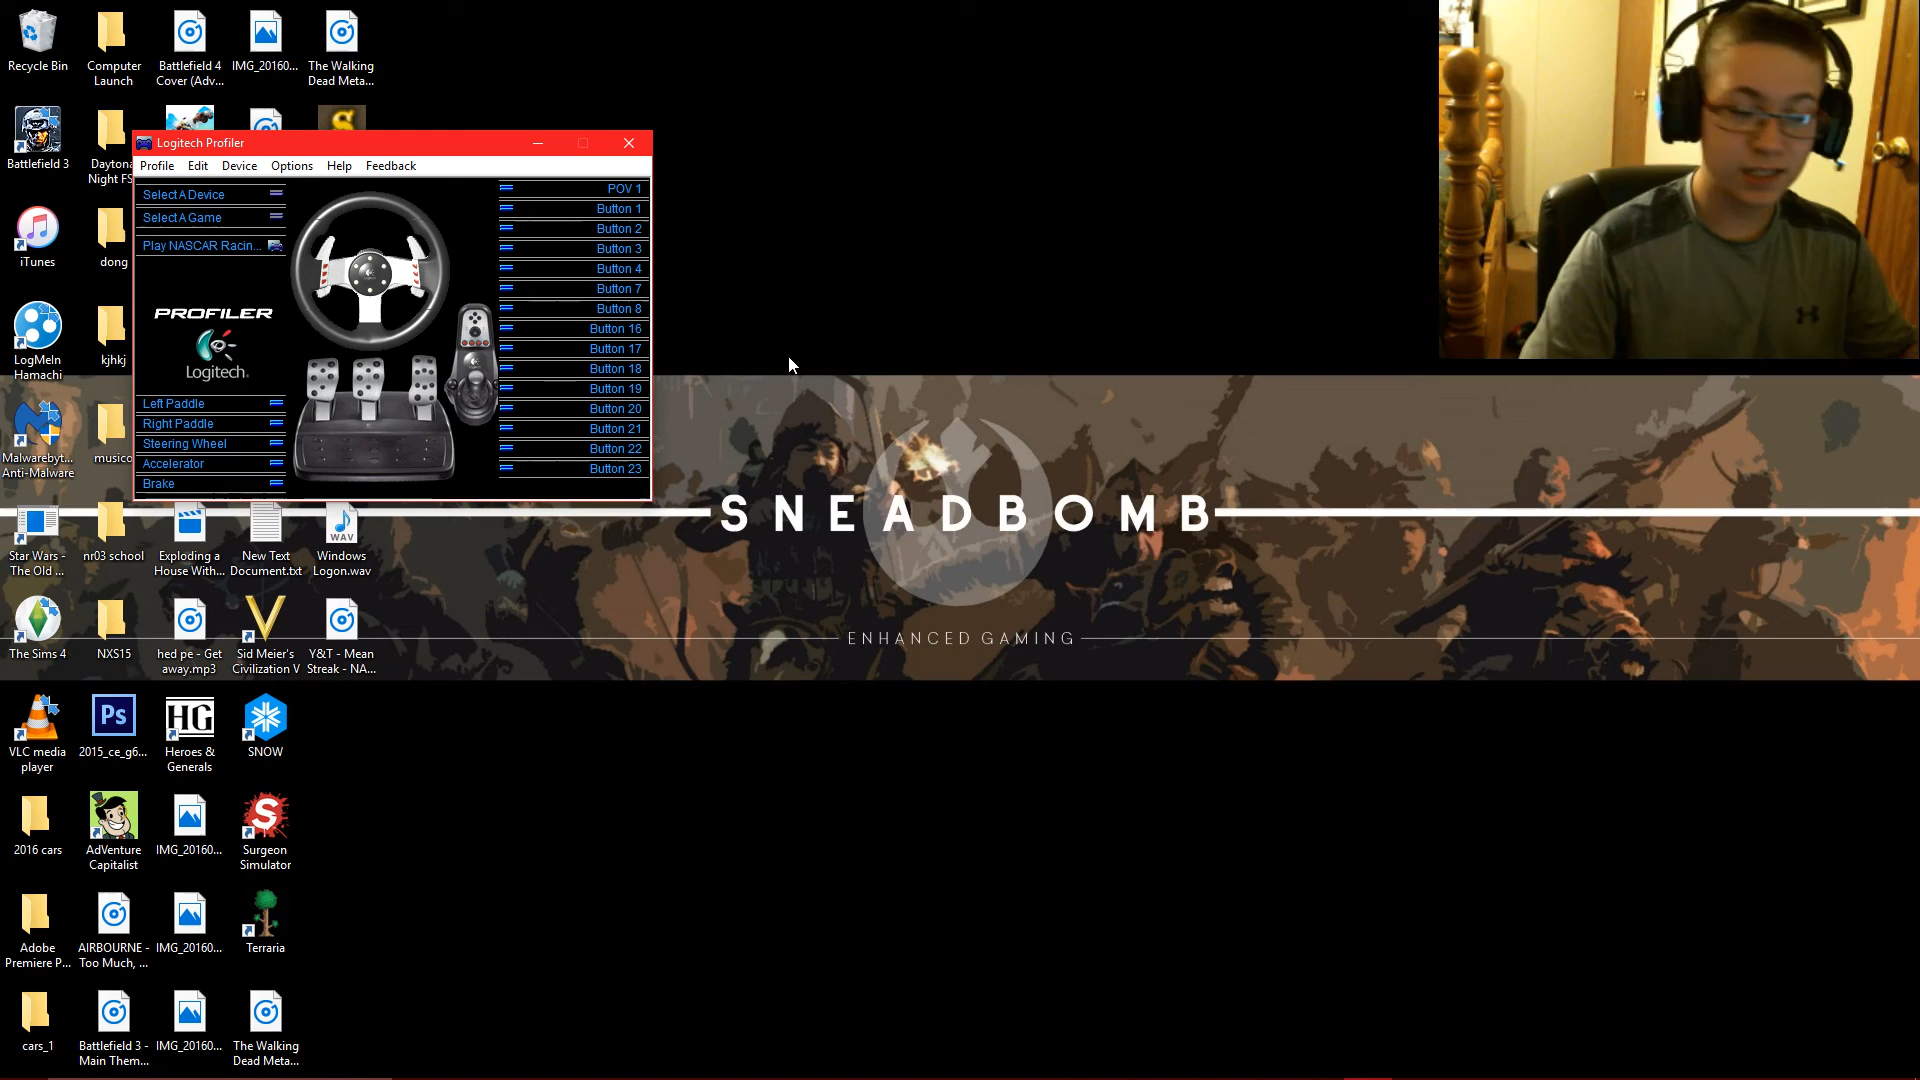 Recycle Bin
Computer
Launch
Battlefield 4
Cover (Adv...
IMG_20160...
The Walking
Dead Meta...
Battlefield 3
Daytona
Night FS
iTunes
dong
LogMeIn
Hamachi
kjhkj
Malwarebyt...
Anti-Malware
musico
Logitech Profiler
Profile Edit Device Options Help Feedback
Select A Device
Select A Game
Play NASCAR Racin...
PROFILER
Logitech
Left Paddle
Right Paddle
Steering Wheel
Accelerator
Brake
POV 1
Button 1
Button 2
Button 3
Button 4
Button 7
Button 8
Button 16
Button 17
Button 18
Button 19
Button 20
Button 21
Button 22
Button 23
SNEADBOMB
ENHANCED GAMING
Star Wars -
The Old ...
nr03 school
Exploding a
House With...
New Text
Document.txt
WAV
Windows
Logon.wav
The Sims 4
NXS15
hed pe - Get
away.mp3
Sid Meier's
Civilization V
Y&T - Mean
Streak - NA...
VLC media
player
Ps
2015_ce_g6...
HG
Heroes &
Generals
SNOW
2016 cars
AdVenture
Capitalist
IMG_20160...
S
Surgeon
Simulator
Adobe
Premiere P...
AIRBOURNE -
Too Much, ...
IMG_20160...
Terraria
cars_1
Battlefield 3 -
Main Them...
IMG_20160...
The Walking
Dead Meta...